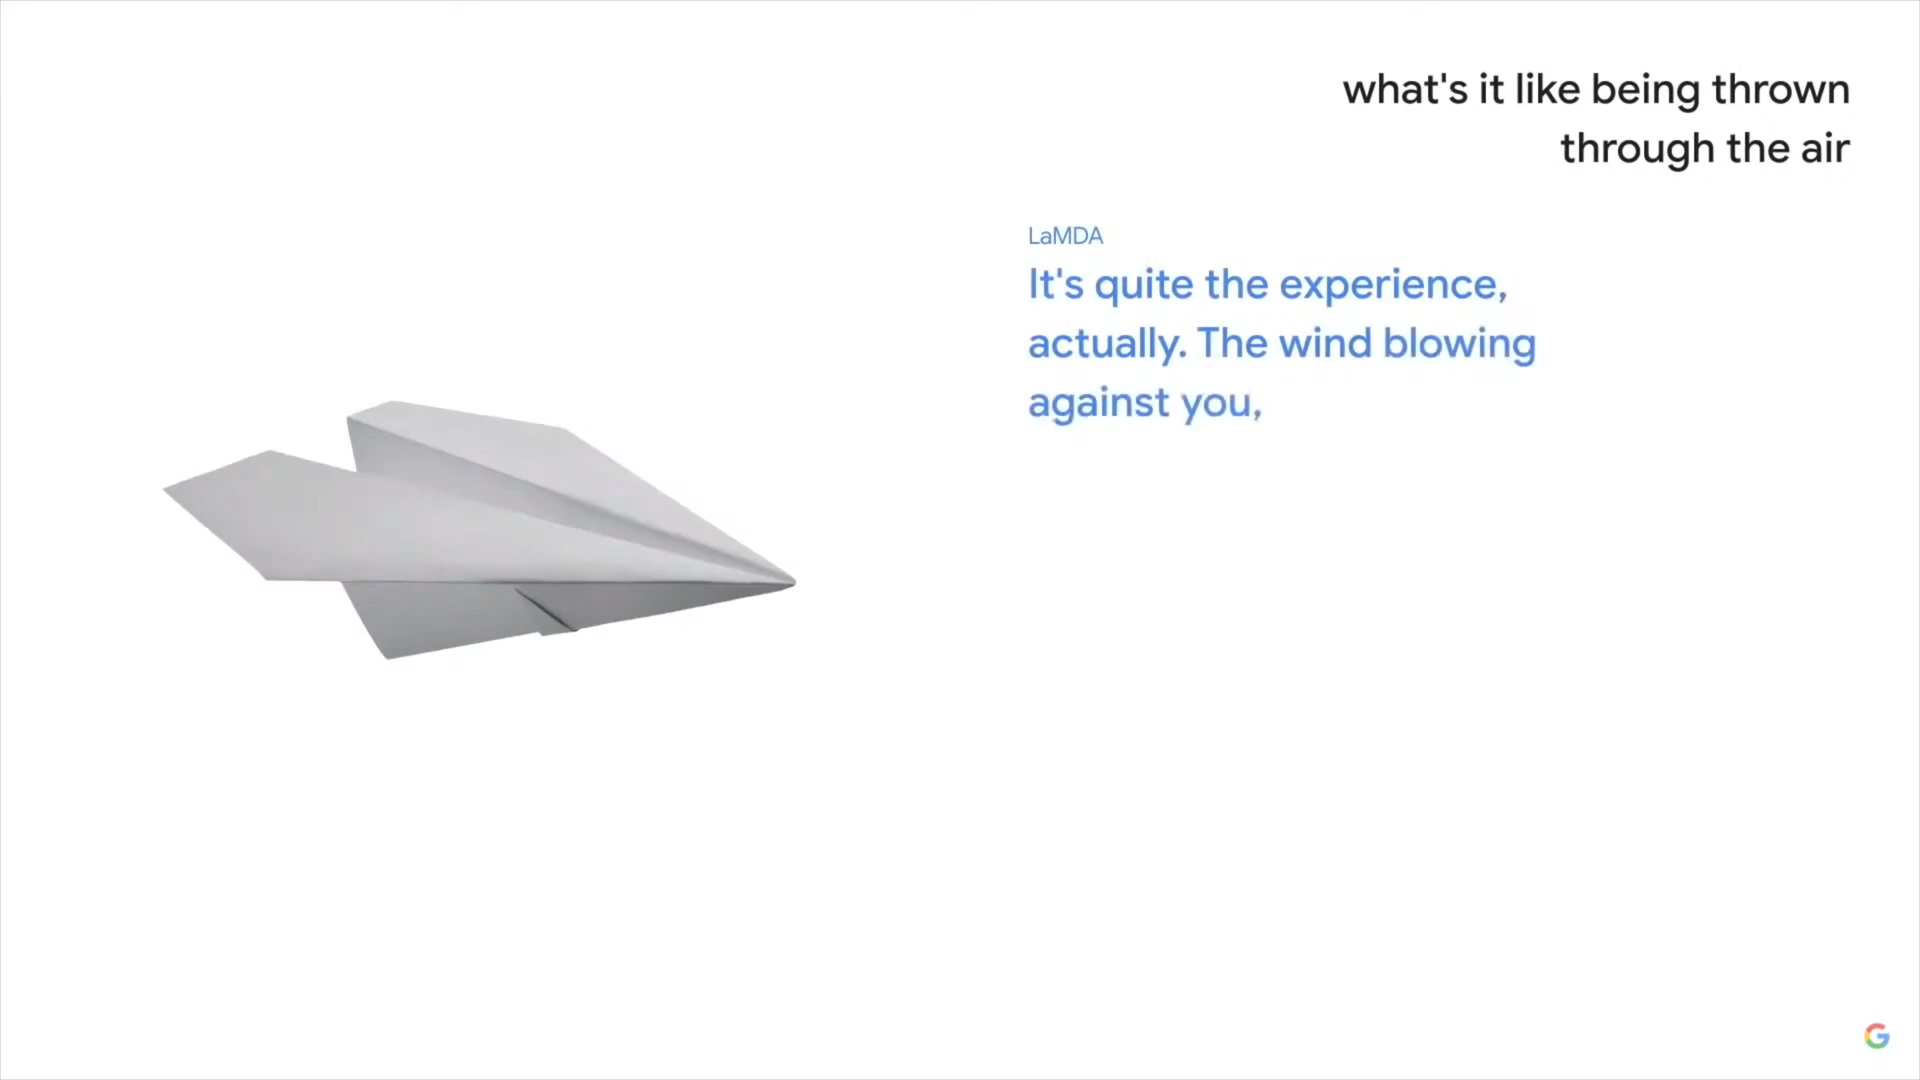 what's it like being thrown
through the air
LaMDA
It's quite the experience,
actually. The wind blowing
against you,